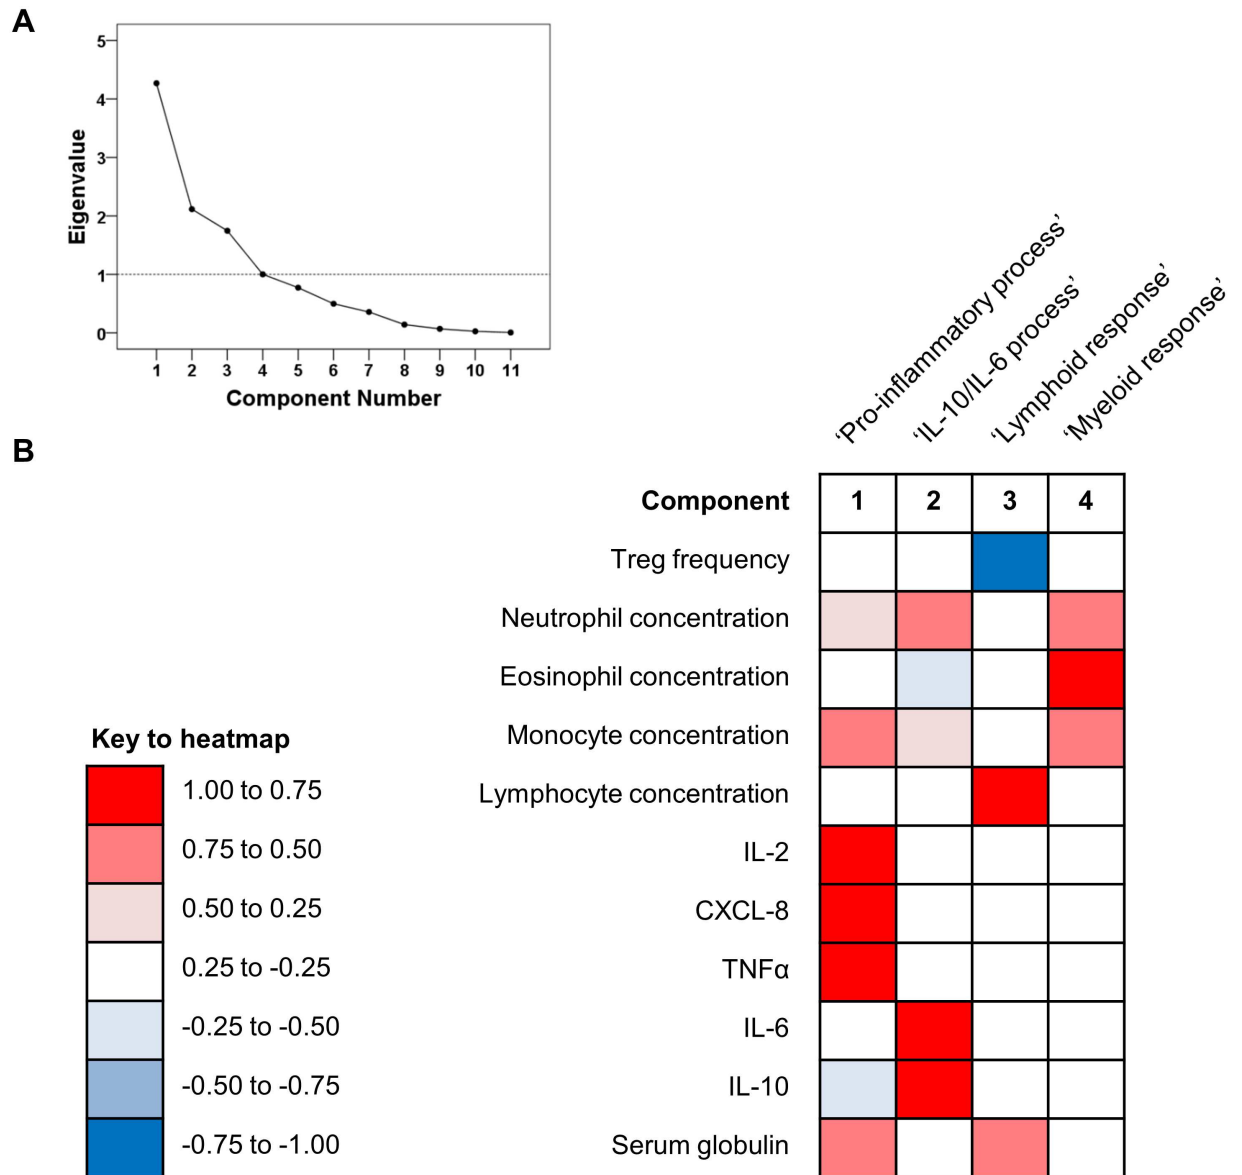 A
5
4
3
2
1
0
Eigenvalue
1 2 3 4 5 6 7 8 9 10 11
Component Number
‘Pro-inflammatory process’
‘IL-10/IL-6 process’
‘Lymphoid response’
‘Myeloid response’
B
Component 1 2 3 4
Treg frequency
Neutrophil concentration
Eosinophil concentration
Monocyte concentration
Lymphocyte concentration
IL-2
CXCL-8
TNFα
IL-6
IL-10
Serum globulin
Key to heatmap
1.00 to 0.75
0.75 to 0.50
0.50 to 0.25
0.25 to -0.25
-0.25 to -0.50
-0.50 to -0.75
-0.75 to -1.00